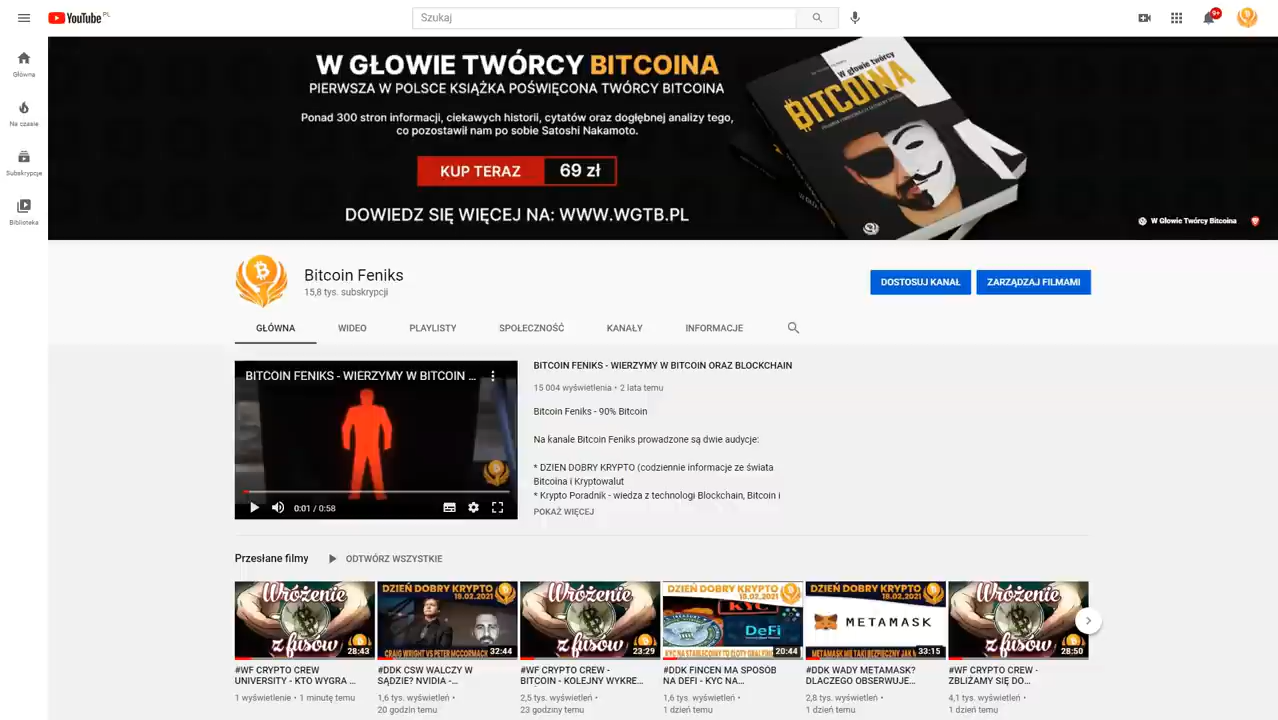 YouTube PL
Szukaj
9+
Główna
Na czasie
Subskrypcje
Biblioteka
W GŁOWIE TWÓRCY BITCOINA
PIERWSZA W POLSCE KSIĄŻKA POŚWIĘCONA TWÓRCY BITCOINA
Ponad 300 stron informacji, ciekawych historii, cytatów oraz dogłębnej analizy tego,
co pozostawił nam po sobie Satoshi Nakamoto.
KUP TERAZ 69 zł
DOWIEDZ SIĘ WIĘCEJ NA: WWW.WGTB.PL
W głowie twórcy
BITCOINA
W Głowie Twórcy Bitcoina
Bitcoin Feniks
15,8 tys. subskrypcji
DOSTOSUJ KANAŁ
ZARZĄDZAJ FILMAMI
GŁÓWNA
WIDEO
PLAYLISTY
SPOŁECZNOŚĆ
KANAŁY
INFORMACJE
BITCOIN FENIKS - WIERZYMY W BITCOIN ...
0:01 / 0:58
BITCOIN FENIKS - WIERZYMY W BITCOIN ORAZ BLOCKCHAIN
15 004 wyświetlenia • 2 lata temu
Bitcoin Feniks - 90% Bitcoin
Na kanale Bitcoin Feniks prowadzone są dwie audycje:
* DZIEN DOBRY KRYPTO (codziennie informacje ze świata
Bitcoina i Kryptowalut
* Krypto Poradnik - wiedza z technologi Blockchain, Bitcoin i
POKAŻ WIĘCEJ
Przesłane filmy
ODTWÓRZ WSZYSTKIE
Wróżenie
z fusów
28:43
#WF CRYPTO CREW
UNIVERSITY - KTO WYGRA ...
1 wyświetlenie • 1 minutę temu
DZIEŃ DOBRY KRYPTO
19.02.2021
CRAIG WRIGHT VS PETER MCCORMACK
32:44
#DDK CSW WALCZY W
SĄDZIE? NVIDIA -...
1,6 tys. wyświetleń •
20 godzin temu
Wróżenie
z fusów
23:29
#WF CRYPTO CREW -
BITCOIN - KOLEJNY WYKRE...
2,5 tys. wyświetleń •
23 godziny temu
DZIEŃ DOBRY KRYPTO
18.02.2021
KYC
DeFi
20:44
#DDK FINCEN MA SPOSÓB
NA DEFI - KYC NA...
1,6 tys. wyświetleń •
1 dzień temu
DZIEŃ DOBRY KRYPTO
18.02.2021
METAMASK
33:15
#DDK WADY METAMASK?
DLACZEGO OBSERWUJE...
2,8 tys. wyświetleń •
1 dzień temu
Wróżenie
z fusów
28:50
#WF CRYPTO CREW -
ZBLIŻAMY SIĘ DO...
4,1 tys. wyświetleń •
1 dzień temu